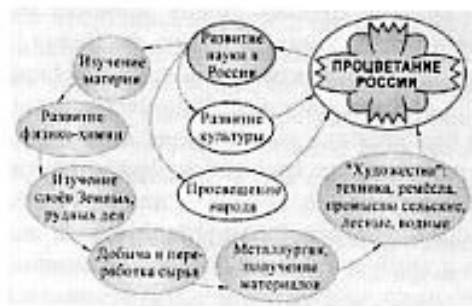 Развитие
науки в
России
ПРОЦВЕТАНИЕ
РОССИИ
Изучение
материи
Развитие
физико-химии
Развитие
культуры
Изучение
слоёв Земных,
рудных дел
Просвещение
народа
"Художества":
техника, ремёсла,
промыслы сельские,
лесные, водные
Добыча и пере-
работка сырья
Металлургия,
получение
материалов